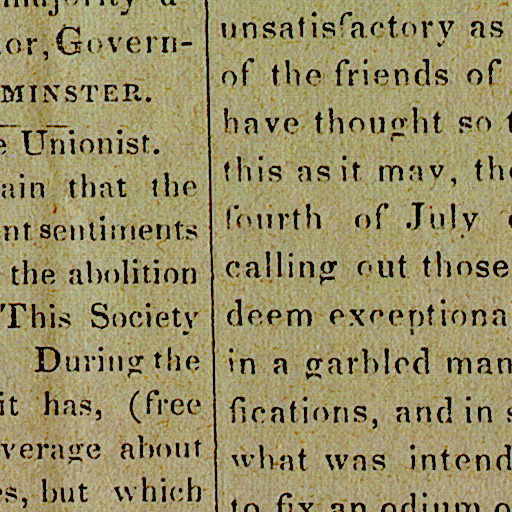 or, Govern-
MINSTER.
Unionist.
ain that the
nt sentiments
the abolition
This Society
During the
it has, (free
verage about
es, but which
unsatisfactory as
of the friends of
have thought so
this as it may, the
fourth of July
calling out those
deem exceptiona
in a garbled man
fications, and in s
what was intend
to fix an odium o